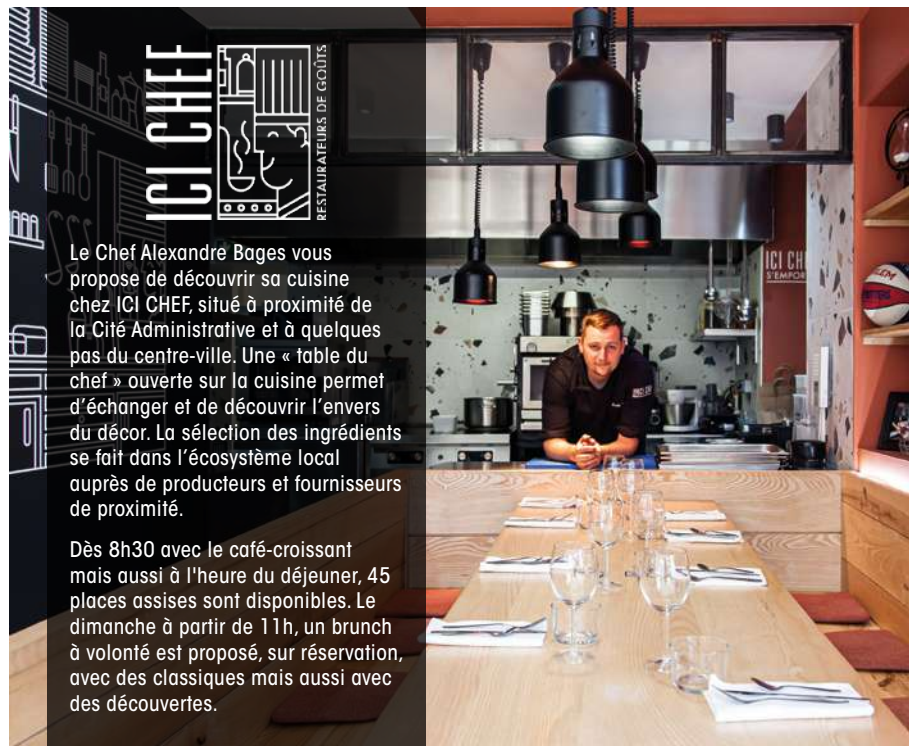 ICI CHEF
RESTAURATEURS DE GOÛTS
Le Chef Alexandre Bages vous
propose de découvrir sa cuisine
chez ICI CHEF, situé à proximité de
la Cité Administrative et à quelques
pas du centre-ville. Une « table du
chef » ouverte sur la cuisine permet
d’échanger et de découvrir l’envers
du décor. La sélection des ingrédients
se fait dans l’écosystème local
auprès de producteurs et fournisseurs
de proximité.
Dès 8h30 avec le café-croissant
mais aussi à l'heure du déjeuner, 45
places assises sont disponibles. Le
dimanche à partir de 11h, un brunch
à volonté est proposé, sur réservation,
avec des classiques mais aussi avec
des découvertes.
ICI CH
S'EMPOR
ICI CHEF